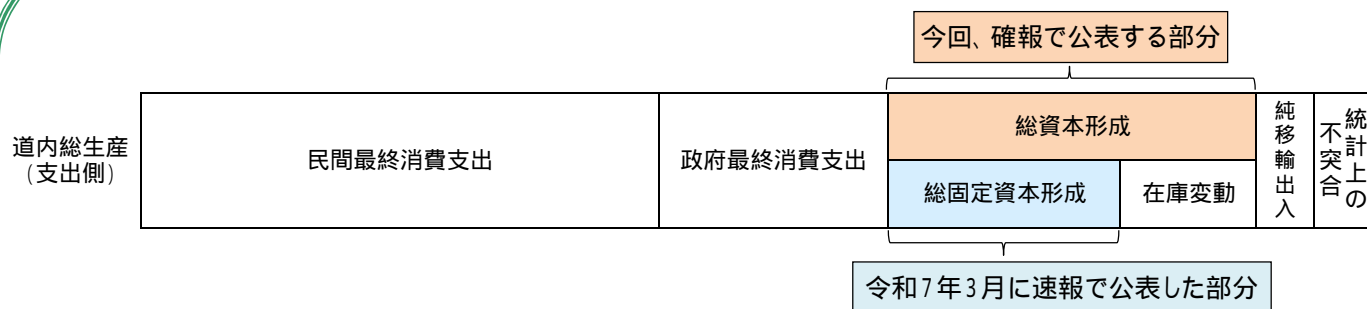 今回、確報で公表する部分
道内総生産
(支出側)
民間最終消費支出
政府最終消費支出
総資本形成
総固定資本形成
在庫変動
純移輸出入
統計上の
不突合
令和7年3月に速報で公表した部分